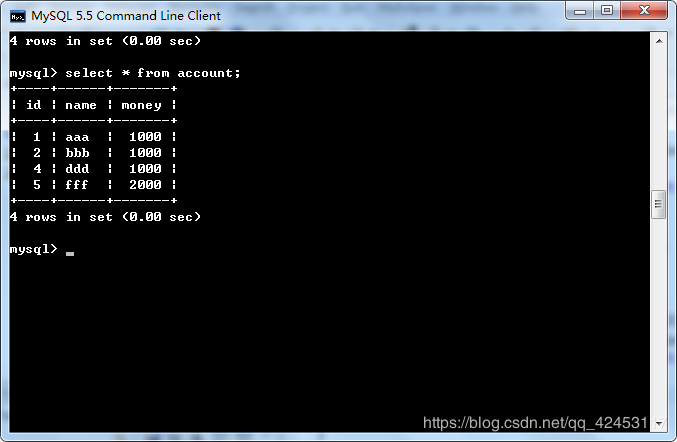 MySQL 5.5 Command Line Client
4 rows in set (0.00 sec)
mysql> select * from account;
+----+------+-------+
| id | name | money |
+----+------+-------+
|  1 | aaa  |  1000 |
|  2 | bbb  |  1000 |
|  4 | ddd  |  1000 |
|  5 | fff  |  2000 |
+----+------+-------+
4 rows in set (0.00 sec)
mysql> _
https://blog.csdn.net/qq_424531